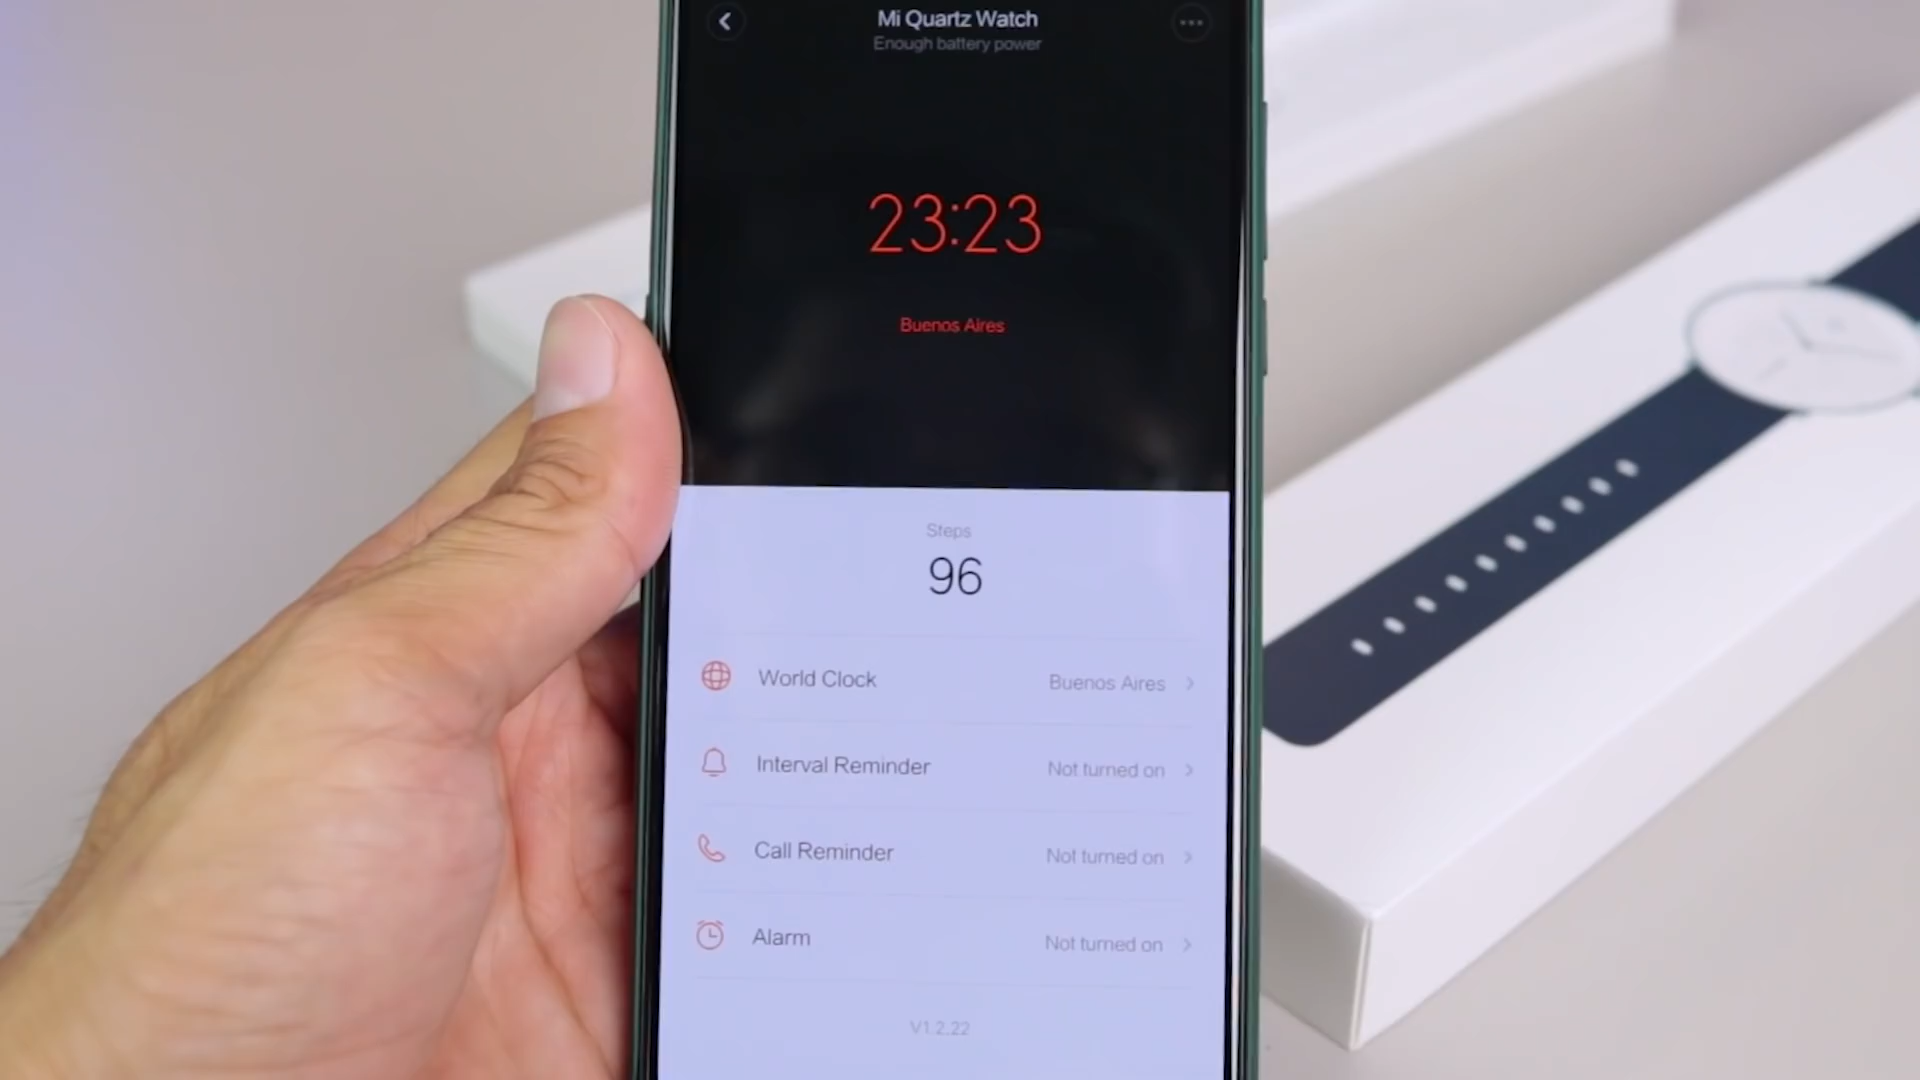 Mi Quartz Watch
Enough battery power
23:23
Buenos Aires
Steps
96
World Clock Buenos Aires
Interval Reminder Not turned on
Call Reminder Not turned on
Alarm Not turned on
V1.2.22